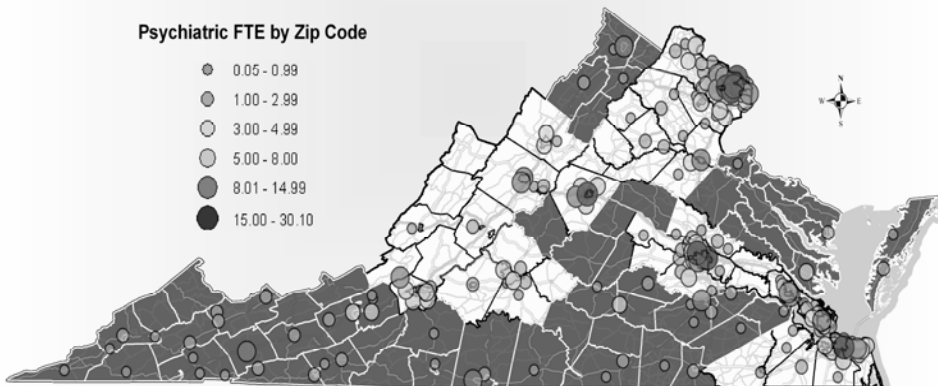 Psychiatric FTE by Zip Code
0.05 - 0.99
1.00 - 2.99
3.00 - 4.99
5.00 - 8.00
8.01 - 14.99
15.00 - 30.10
N
W E
S